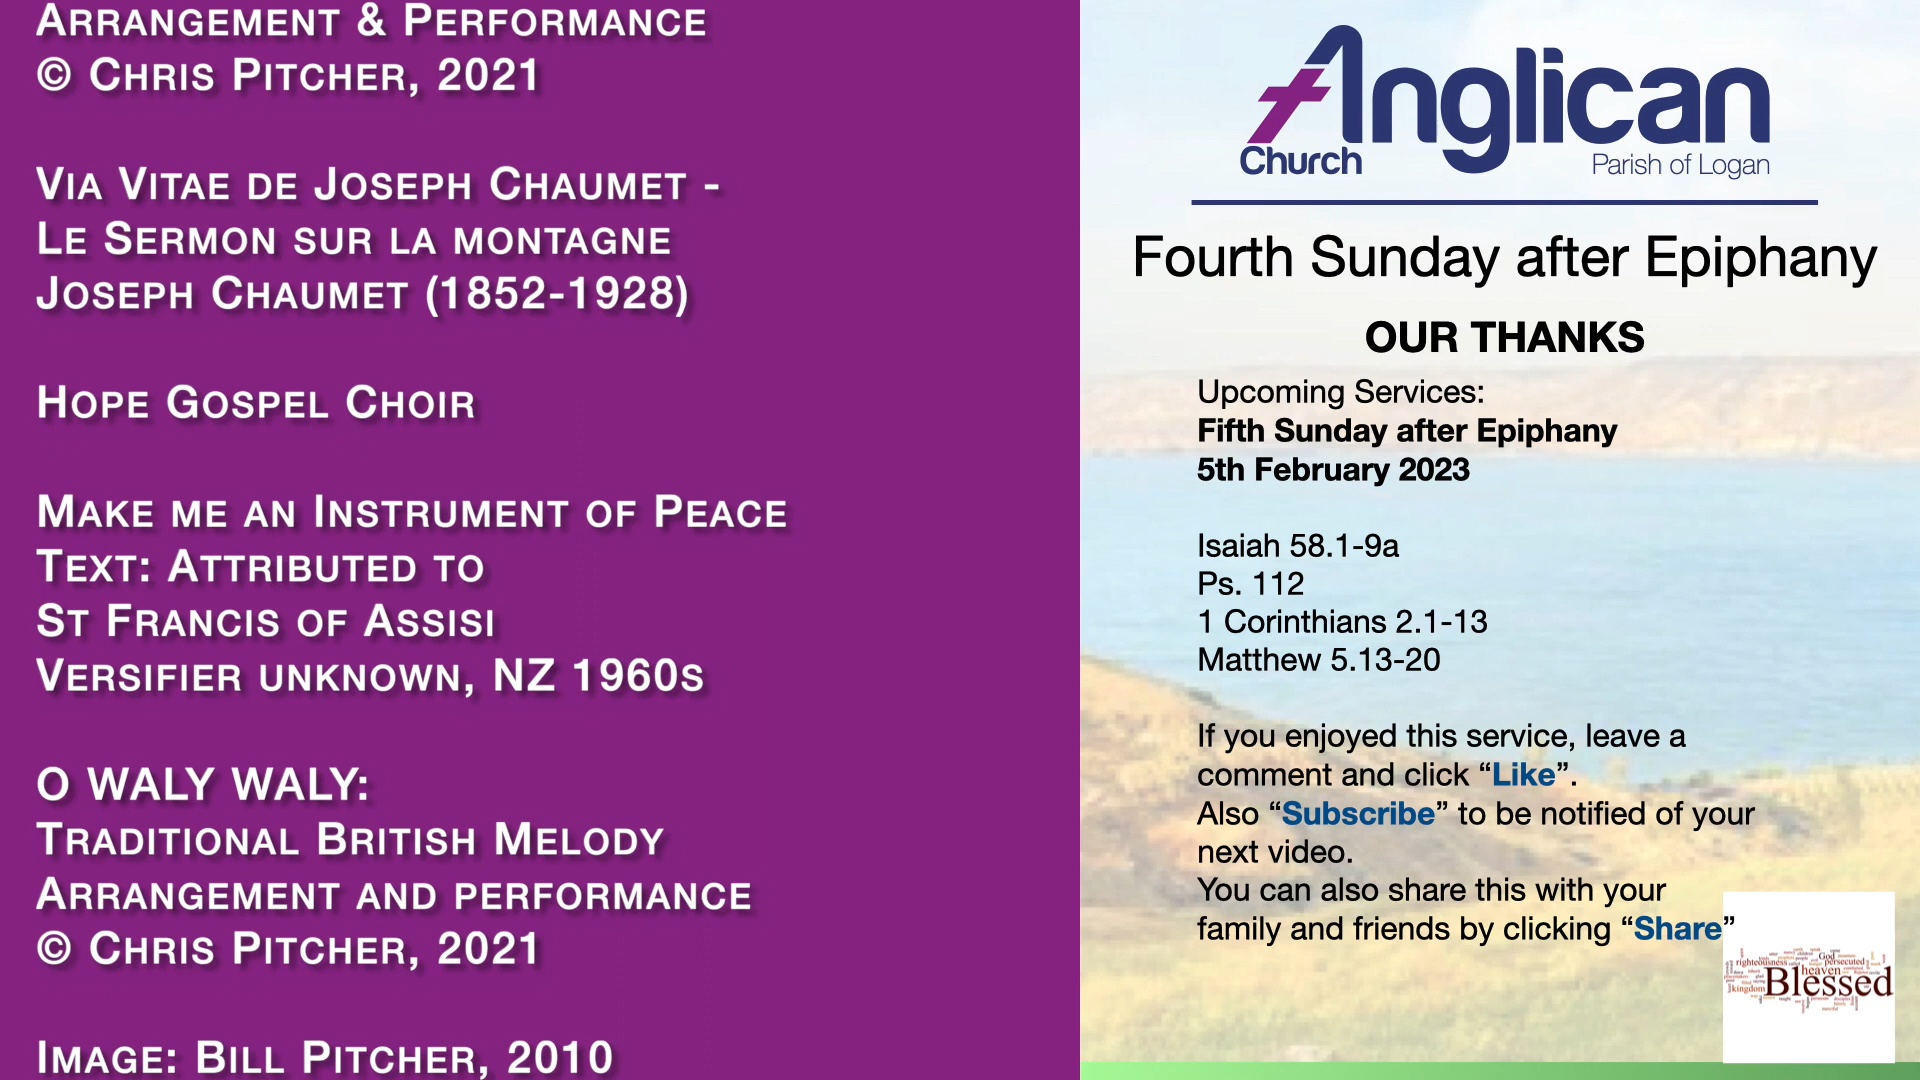 Arrangement & Performance
© Chris Pitcher, 2021
Via Vitae de Joseph Chaumet -
Le Sermon sur la montagne
Joseph Chaumet (1852-1928)
Hope Gospel Choir
Make me an Instrument of Peace
Text: Attributed to
St Francis of Assisi
Versifier unknown, NZ 1960s
O WALY WALY:
Traditional British Melody
Arrangement and performance
© Chris Pitcher, 2021
Image: Bill Pitcher, 2010
Anglican
Church
Parish of Logan
Fourth Sunday after Epiphany
OUR THANKS
Upcoming Services:
Fifth Sunday after Epiphany
5th February 2023
Isaiah 58.1-9a
Ps. 112
1 Corinthians 2.1-13
Matthew 5.13-20
If you enjoyed this service, leave a
comment and click “Like”.
Also “Subscribe” to be notified of your
next video.
You can also share this with your
family and friends by clicking “Share”
God
righteousness persecuted
heaven
kingdom Blessed